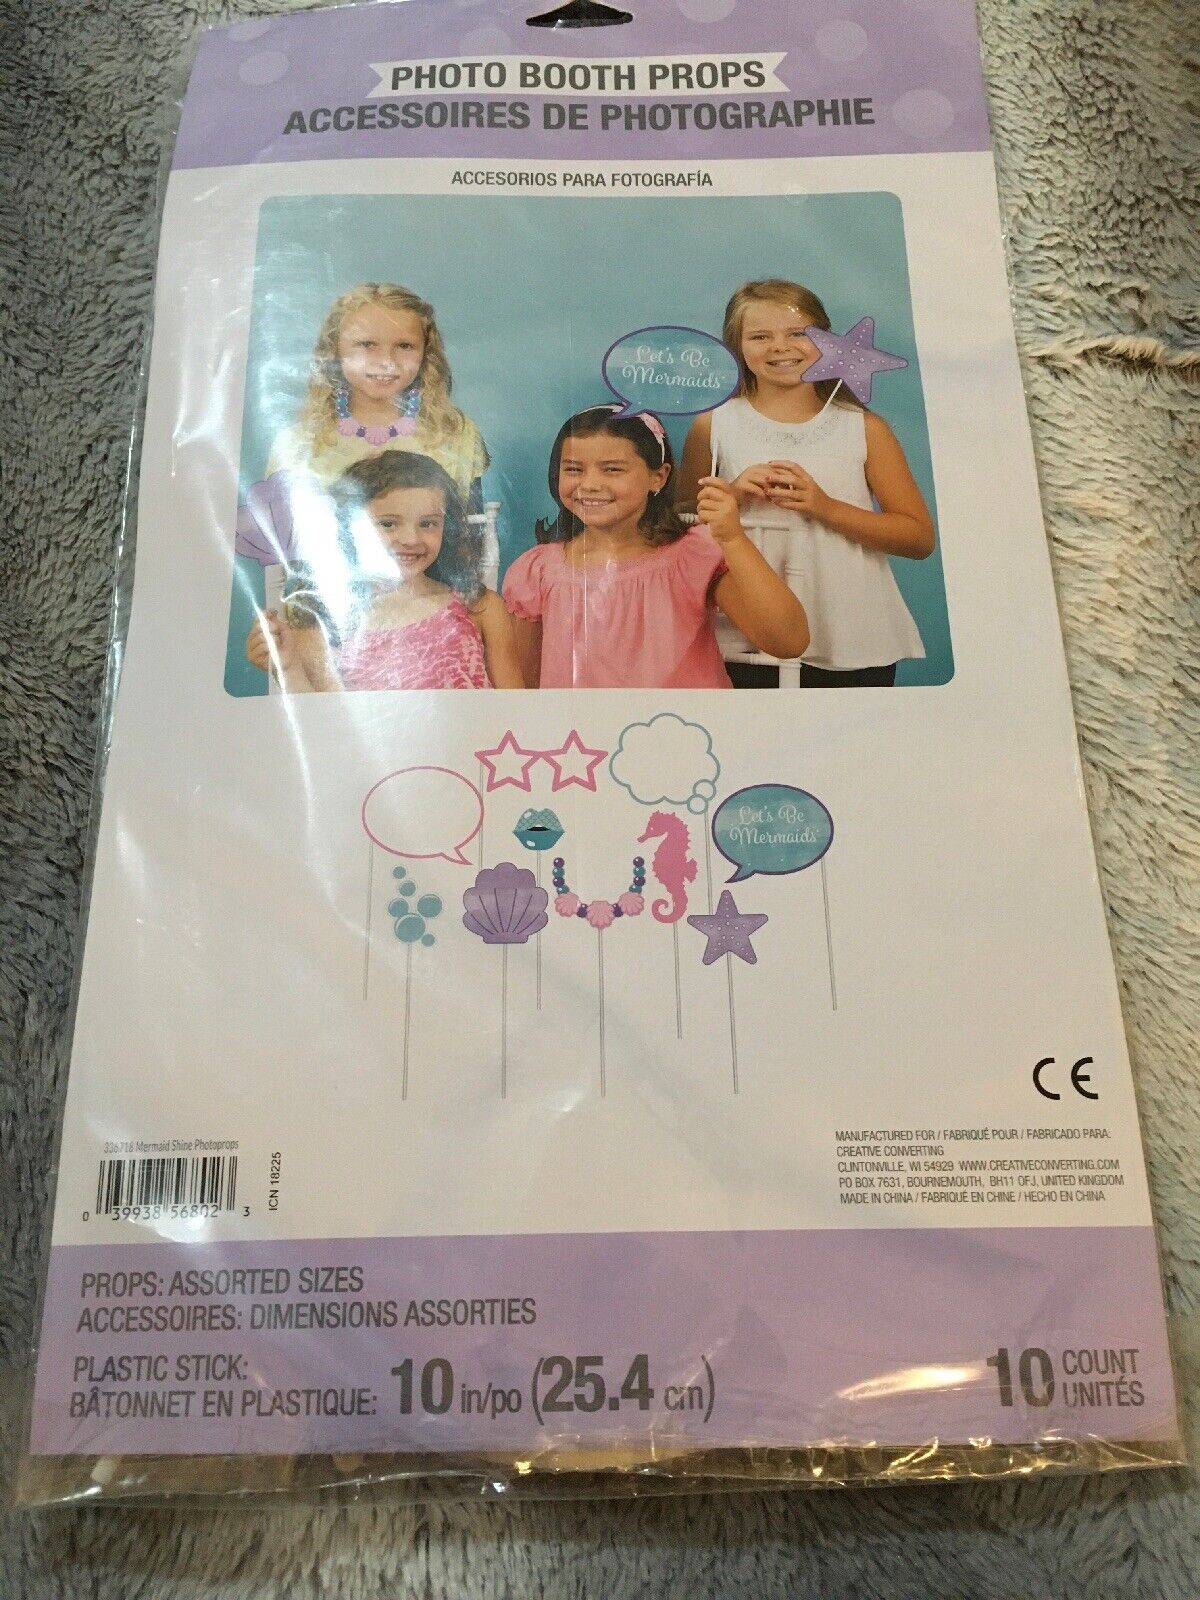 PHOTO BOOTH PROPS
ACCESSOIRES DE PHOTOGRAPHIE
ACCESORIOS PARA FOTOGRAFÍA
Let's Be
Mermaids
Let's Be
Mermaids
CE
336718 Mermaid Shine Photoprops
0 39938 56802 3
ICN 18225
MANUFACTURED FOR / FABRIQUÉ POUR / FABRICADO PARA:
CREATIVE CONVERTING
CLINTONVILLE, WI 54929 WWW.CREATIVECONVERTING.COM
PO BOX 7631, BOURNEMOUTH, BH11 OFJ, UNITED KINGDOM
MADE IN CHINA / FABRIQUÉ EN CHINE / HECHO EN CHINA
PROPS: ASSORTED SIZES
ACCESSOIRES: DIMENSIONS ASSORTIES
PLASTIC STICK:
BÂTONNET EN PLASTIQUE: 10 in/po (25.4 cm)
10 COUNT
UNITÉS